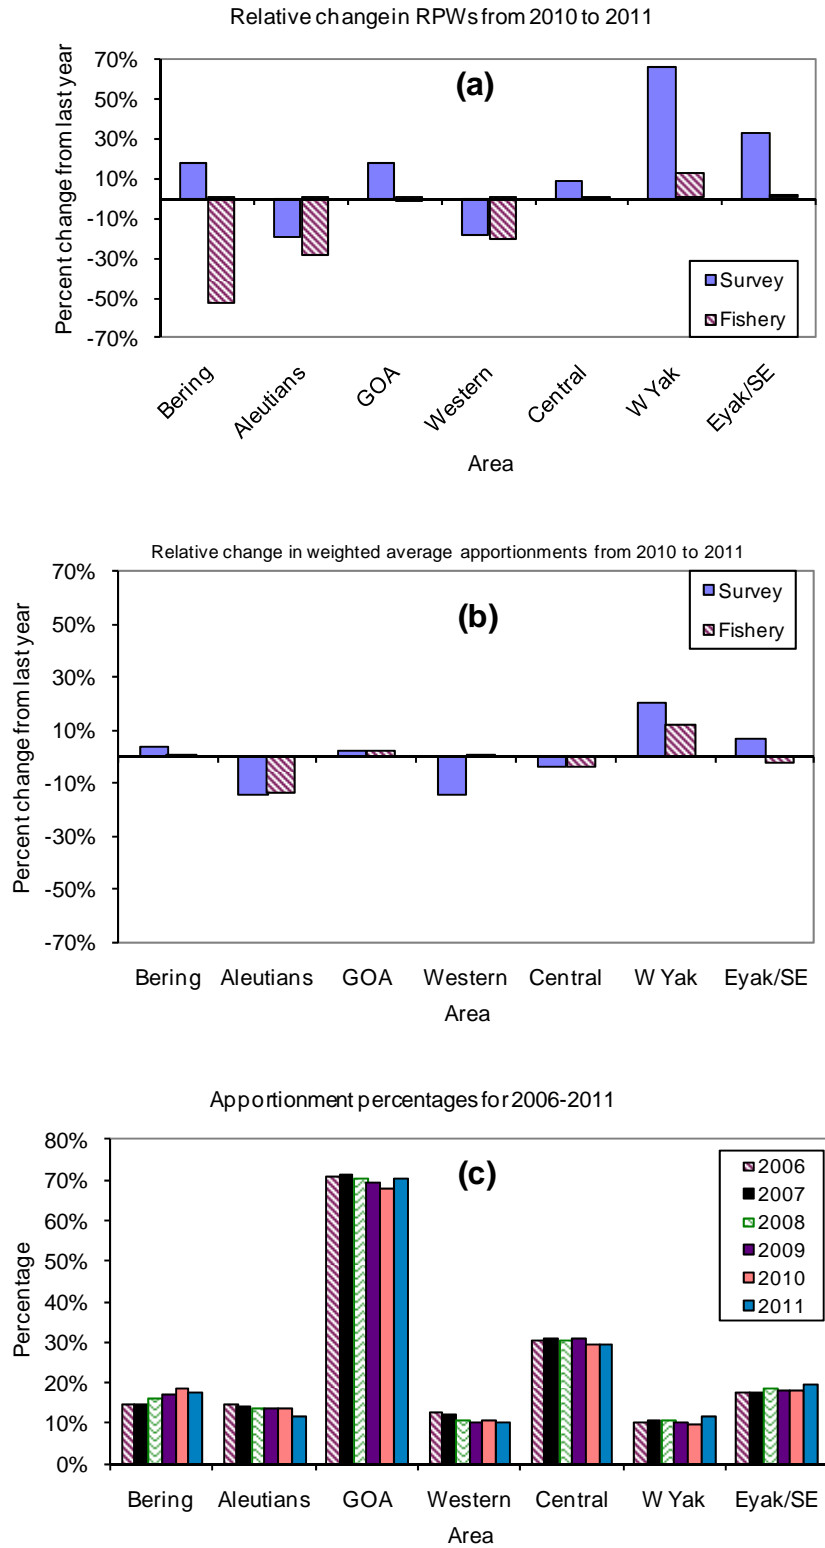 Relative change in RPWs from 2010 to 2011
70%
50%
30%
10%
-10%
-30%
-50%
-70%
Percent change from last year
(a)
Survey
Fishery
Bering
Aleutians
GOA
Western
Central
W Yak
Eyak/SE
Area
Relative change in weighted average apportionments from 2010 to 2011
70%
50%
30%
10%
-10%
-30%
-50%
-70%
Percent change from last year
(b)
Survey
Fishery
Bering Aleutians GOA Western Central W Yak Eyak/SE
Area
Apportionment percentages for 2006-2011
80%
70%
60%
50%
40%
30%
20%
10%
0%
Percentage
(c)
2006
2007
2008
2009
2010
2011
Bering Aleutians GOA Western Central W Yak Eyak/SE
Area